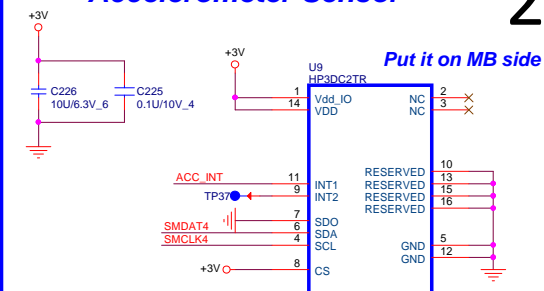 Accelerometer Sensor
2
Put it on MB side
+3V
C226
10U/6.3V_6
C225
0.1U/10V_4
+3V
U9
HP3DC2TR
1
Vdd_IO
14
VDD
NC
2
NC
3
ACC_INT
11
INT1
TP37
9
INT2
7
SDO
SMDAT4
6
SDA
SMCLK4
4
SCL
+3V
8
CS
RESERVED
10
RESERVED
13
RESERVED
15
RESERVED
16
GND
5
GND
12